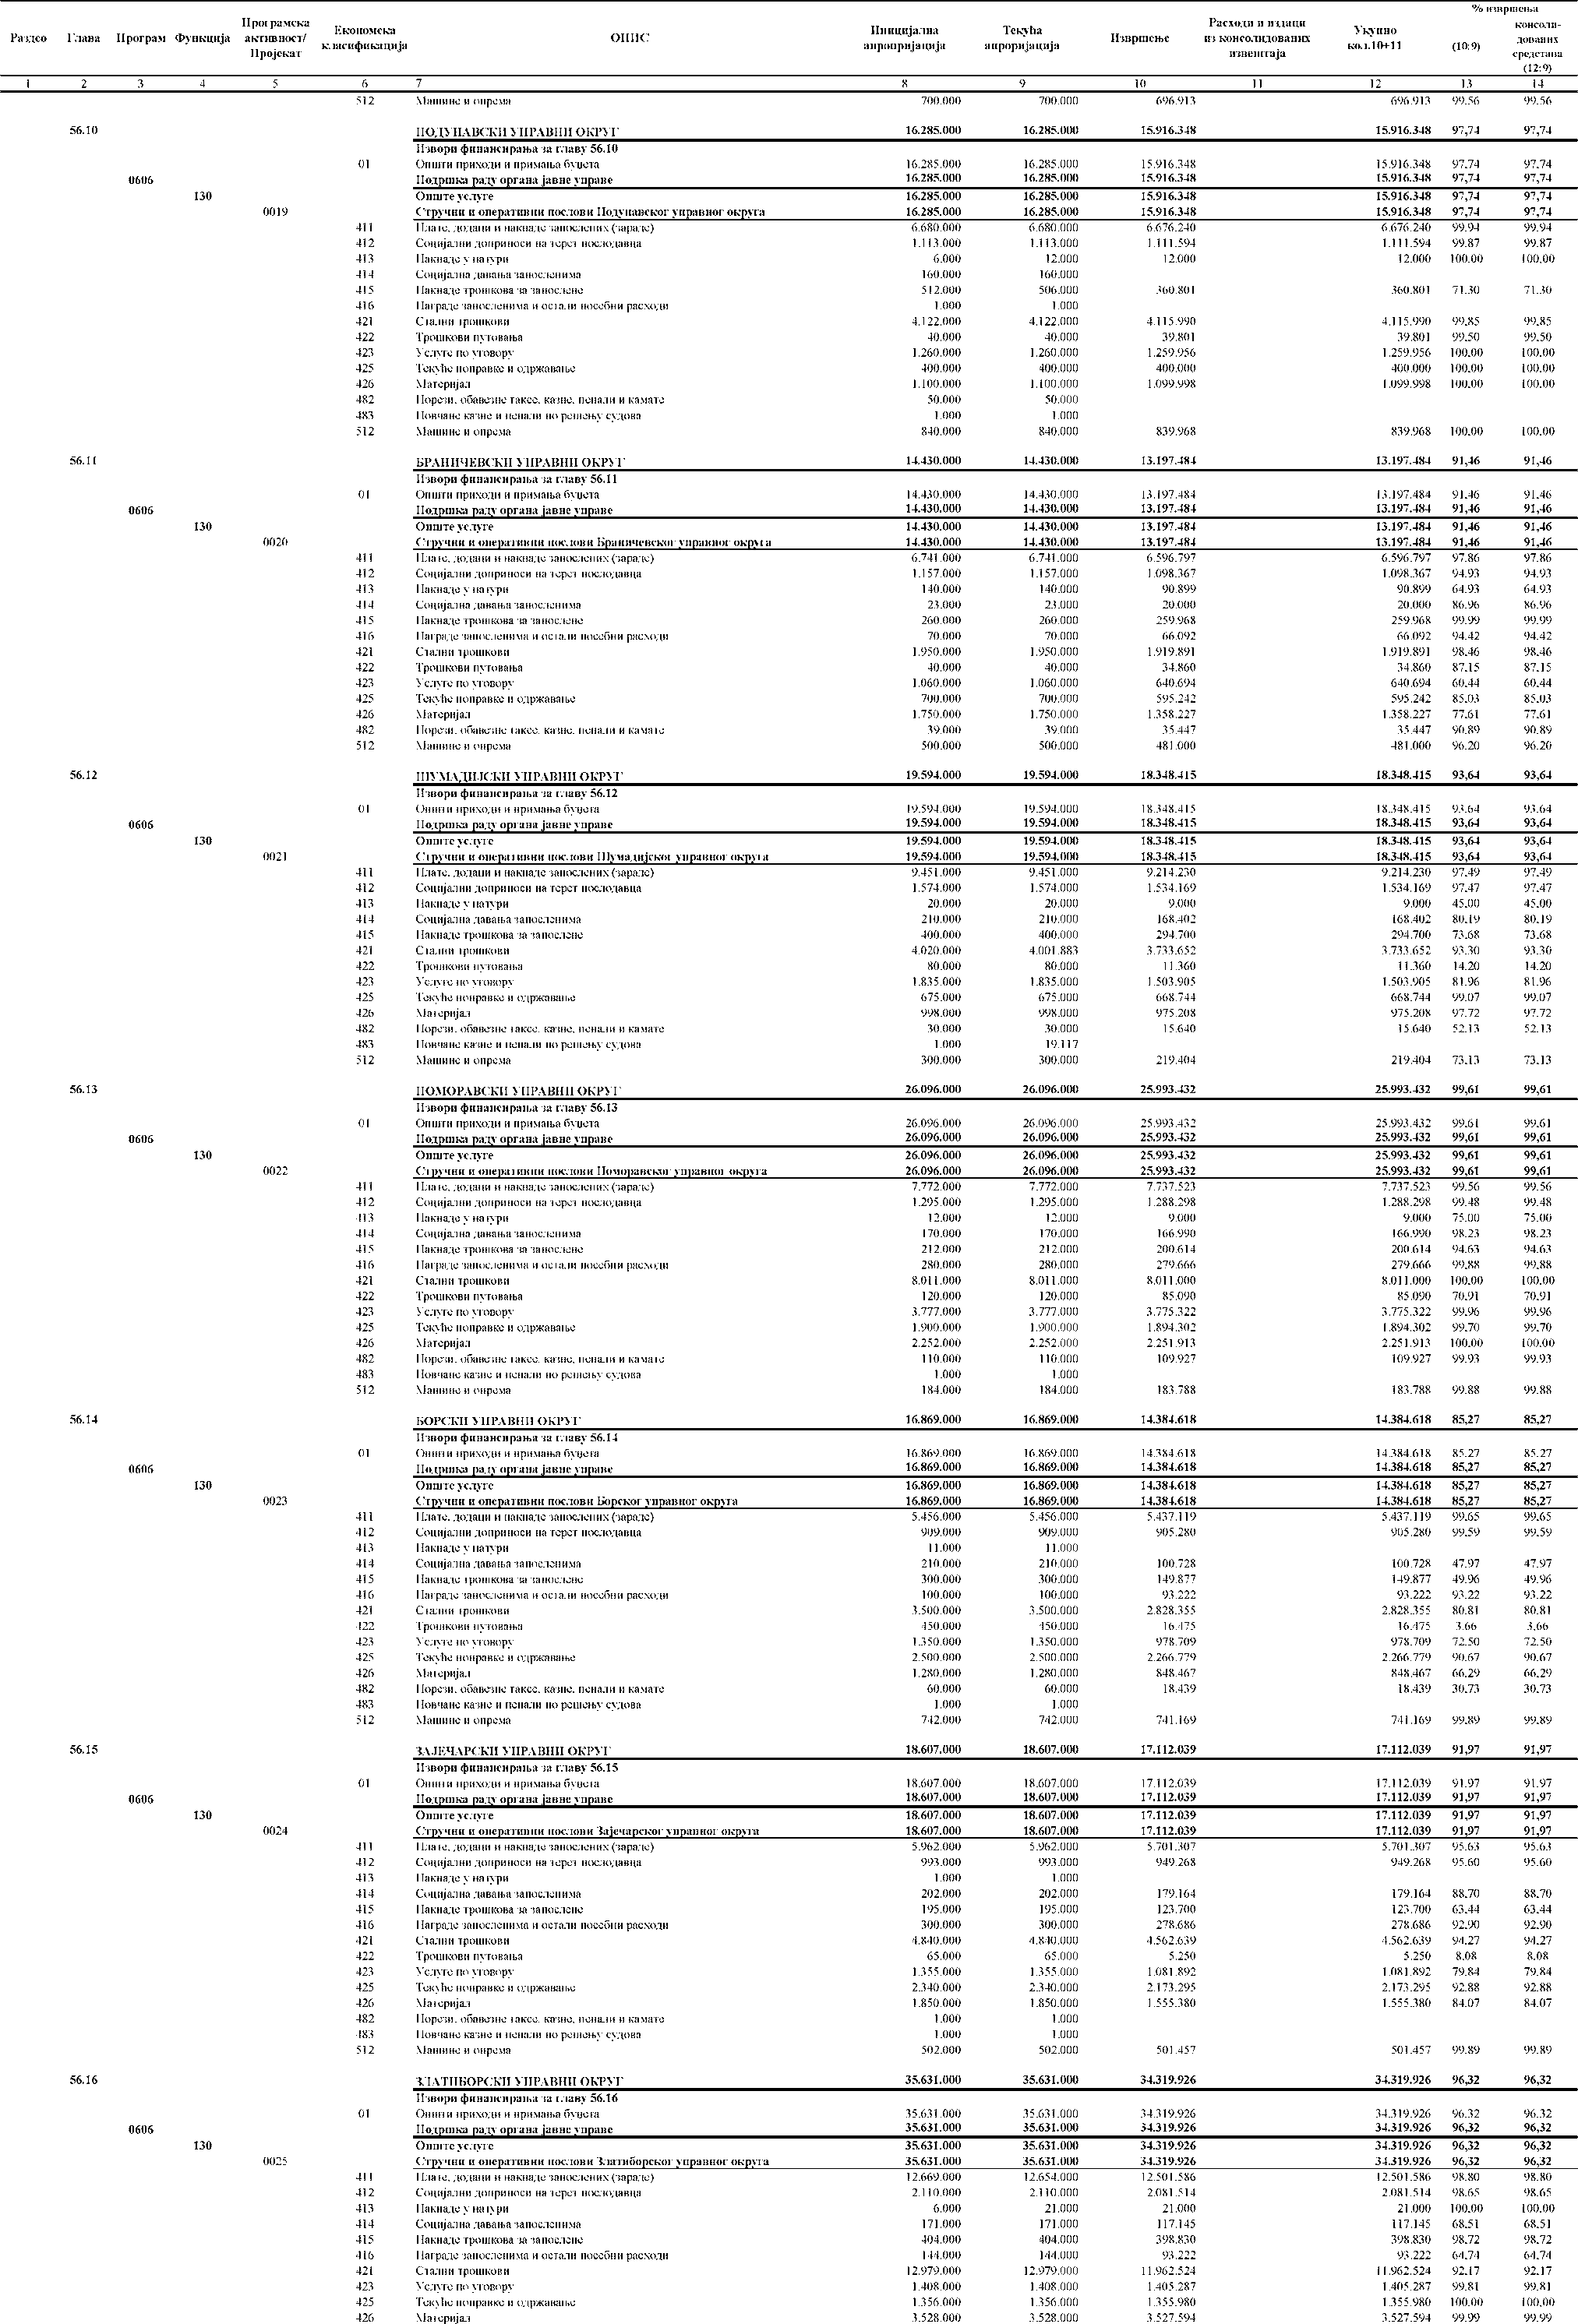 % извршења
Раздео Глава Програм Функција Програмска активност/ Пројекат Економска класификација ОПИС Иницијална апропријација Текућа апропријација Извршење Расходи и издаци из консолидованих извештаја Укупно кол.10+11 (10:9) консоли-дованих средстава (12:9)
1 2 3 4 5 6 7 8 9 10 11 12 13 14
512 Машине и опрема 700.000 700.000 696.913 696.913 99,56 99,56
56.10 ПОДУНАВСКИ УПРАВНИ ОКРУГ 16.285.000 16.285.000 15.916.348 15.916.348 97,74 97,74
Извори финансирања за главу 56.10
01 Општи приходи и примања буџета 16.285.000 16.285.000 15.916.348 15.916.348 97,74 97,74
0606 Подршка раду органа јавне управе 16.285.000 16.285.000 15.916.348 15.916.348 97,74 97,74
130 Опште услуге 16.285.000 16.285.000 15.916.348 15.916.348 97,74 97,74
0019 Стручни и оперативни послови Подунавског управног округа 16.285.000 16.285.000 15.916.348 15.916.348 97,74 97,74
411 Плате, додаци и накнаде запослених (зараде) 6.680.000 6.680.000 6.676.240 6.676.240 99,94 99,94
412 Социјални доприноси на терет послодавца 1.113.000 1.113.000 1.111.594 1.111.594 99,87 99,87
413 Накнаде у натури 6.000 12.000 12.000 12.000 100,00 100,00
414 Социјална давања запосленима 160.000 160.000
415 Накнаде трошкова за запослене 512.000 506.000 360.801 360.801 71,30 71,30
416 Награде запосленима и остали посебни расходи 1.000 1.000
421 Стални трошкови 4.122.000 4.122.000 4.115.990 4.115.990 99,85 99,85
422 Трошкови путовања 40.000 40.000 39.801 39.801 99,50 99,50
423 Услуге по уговору 1.260.000 1.260.000 1.259.956 1.259.956 100,00 100,00
425 Текуће поправке и одржавање 400.000 400.000 400.000 400.000 100,00 100,00
426 Материјал 1.100.000 1.100.000 1.099.998 1.099.998 100,00 100,00
482 Порези, обавезне таксе, казне, пенали и камате 50.000 50.000
483 Новчане казне и пенали по решењу судова 1.000 1.000
512 Машине и опрема 840.000 840.000 839.968 839.968 100,00 100,00
56.11 БРАНИЧЕВСКИ УПРАВНИ ОКРУГ 14.430.000 14.430.000 13.197.484 13.197.484 91,46 91,46
Извори финансирања за главу 56.11
01 Општи приходи и примања буџета 14.430.000 14.430.000 13.197.484 13.197.484 91,46 91,46
0606 Подршка раду органа јавне управе 14.430.000 14.430.000 13.197.484 13.197.484 91,46 91,46
130 Опште услуге 14.430.000 14.430.000 13.197.484 13.197.484 91,46 91,46
0020 Стручни и оперативни послови Браничевског управног округа 14.430.000 14.430.000 13.197.484 13.197.484 91,46 91,46
411 Плате, додаци и накнаде запослених (зараде) 6.741.000 6.741.000 6.596.797 6.596.797 97,86 97,86
412 Социјални доприноси на терет послодавца 1.157.000 1.157.000 1.098.367 1.098.367 94,93 94,93
413 Накнаде у натури 140.000 140.000 90.899 90.899 64,93 64,93
414 Социјална давања запосленима 23.000 23.000 20.000 20.000 86,96 86,96
415 Накнаде трошкова за запослене 260.000 260.000 259.968 259.968 99,99 99,99
416 Награде запосленима и остали посебни расходи 70.000 70.000 66.092 66.092 94,42 94,42
421 Стални трошкови 1.950.000 1.950.000 1.919.891 1.919.891 98,46 98,46
422 Трошкови путовања 40.000 40.000 34.860 34.860 87,15 87,15
423 Услуге по уговору 1.060.000 1.060.000 640.694 640.694 60,44 60,44
425 Текуће поправке и одржавање 700.000 700.000 595.242 595.242 85,03 85,03
426 Материјал 1.750.000 1.750.000 1.358.227 1.358.227 77,61 77,61
482 Порези, обавезне таксе, казне, пенали и камате 39.000 39.000 35.447 35.447 90,89 90,89
512 Машине и опрема 500.000 500.000 481.000 481.000 96,20 96,20
56.12 ШУМАДИЈСКИ УПРАВНИ ОКРУГ 19.594.000 19.594.000 18.348.415 18.348.415 93,64 93,64
Извори финансирања за главу 56.12
01 Општи приходи и примања буџета 19.594.000 19.594.000 18.348.415 18.348.415 93,64 93,64
0606 Подршка раду органа јавне управе 19.594.000 19.594.000 18.348.415 18.348.415 93,64 93,64
130 Опште услуге 19.594.000 19.594.000 18.348.415 18.348.415 93,64 93,64
0021 Стручни и оперативни послови Шумадијског управног округа 19.594.000 19.594.000 18.348.415 18.348.415 93,64 93,64
411 Плате, додаци и накнаде запослених (зараде) 9.451.000 9.451.000 9.214.230 9.214.230 97,49 97,49
412 Социјални доприноси на терет послодавца 1.574.000 1.574.000 1.534.169 1.534.169 97,47 97,47
413 Накнаде у натури 20.000 20.000 9.000 9.000 45,00 45,00
414 Социјална давања запосленима 210.000 210.000 168.402 168.402 80,19 80,19
415 Накнаде трошкова за запослене 400.000 400.000 294.700 294.700 73,68 73,68
421 Стални трошкови 4.020.000 4.001.883 3.733.652 3.733.652 93,30 93,30
422 Трошкови путовања 80.000 80.000 11.360 11.360 14,20 14,20
423 Услуге по уговору 1.835.000 1.835.000 1.503.905 1.503.905 81,96 81,96
425 Текуће поправке и одржавање 675.000 675.000 668.744 668.744 99,07 99,07
426 Материјал 998.000 998.000 975.208 975.208 97,72 97,72
482 Порези, обавезне таксе, казне, пенали и камате 30.000 30.000 15.640 15.640 52,13 52,13
483 Новчане казне и пенали по решењу судова 1.000 19.117
512 Машине и опрема 300.000 300.000 219.404 219.404 73,13 73,13
56.13 ПОМОРАВСКИ УПРАВНИ ОКРУГ 26.096.000 26.096.000 25.993.432 25.993.432 99,61 99,61
Извори финансирања за главу 56.13
01 Општи приходи и примања буџета 26.096.000 26.096.000 25.993.432 25.993.432 99,61 99,61
0606 Подршка раду органа јавне управе 26.096.000 26.096.000 25.993.432 25.993.432 99,61 99,61
130 Опште услуге 26.096.000 26.096.000 25.993.432 25.993.432 99,61 99,61
0022 Стручни и оперативни послови Поморавског управног округа 26.096.000 26.096.000 25.993.432 25.993.432 99,61 99,61
411 Плате, додаци и накнаде запослених (зараде) 7.772.000 7.772.000 7.737.523 7.737.523 99,56 99,56
412 Социјални доприноси на терет послодавца 1.295.000 1.295.000 1.288.298 1.288.298 99,48 99,48
413 Накнаде у натури 12.000 12.000 9.000 9.000 75,00 75,00
414 Социјална давања запосленима 170.000 170.000 166.990 166.990 98,23 98,23
415 Накнаде трошкова за запослене 212.000 212.000 200.614 200.614 94,63 94,63
416 Награде запосленима и остали посебни расходи 280.000 280.000 279.666 279.666 99,88 99,88
421 Стални трошкови 8.011.000 8.011.000 8.011.000 8.011.000 100,00 100,00
422 Трошкови путовања 120.000 120.000 85.090 85.090 70,91 70,91
423 Услуге по уговору 3.777.000 3.777.000 3.775.322 3.775.322 99,96 99,96
425 Текуће поправке и одржавање 1.900.000 1.900.000 1.894.302 1.894.302 99,70 99,70
426 Материјал 2.252.000 2.252.000 2.251.913 2.251.913 100,00 100,00
482 Порези, обавезне таксе, казне, пенали и камате 110.000 110.000 109.927 109.927 99,93 99,93
483 Новчане казне и пенали по решењу судова 1.000 1.000
512 Машине и опрема 184.000 184.000 183.788 183.788 99,88 99,88
56.14 БОРСКИ УПРАВНИ ОКРУГ 16.869.000 16.869.000 14.384.618 14.384.618 85,27 85,27
Извори финансирања за главу 56.14
01 Општи приходи и примања буџета 16.869.000 16.869.000 14.384.618 14.384.618 85,27 85,27
0606 Подршка раду органа јавне управе 16.869.000 16.869.000 14.384.618 14.384.618 85,27 85,27
130 Опште услуге 16.869.000 16.869.000 14.384.618 14.384.618 85,27 85,27
0023 Стручни и оперативни послови Борског управног округа 16.869.000 16.869.000 14.384.618 14.384.618 85,27 85,27
411 Плате, додаци и накнаде запослених (зараде) 5.456.000 5.456.000 5.437.119 5.437.119 99,65 99,65
412 Социјални доприноси на терет послодавца 909.000 909.000 905.280 905.280 99,59 99,59
413 Накнаде у натури 11.000 11.000
414 Социјална давања запосленима 210.000 210.000 100.728 100.728 47,97 47,97
415 Накнаде трошкова за запослене 300.000 300.000 149.877 149.877 49,96 49,96
416 Награде запосленима и остали посебни расходи 100.000 100.000 93.222 93.222 93,22 93,22
421 Стални трошкови 3.500.000 3.500.000 2.828.355 2.828.355 80,81 80,81
422 Трошкови путовања 450.000 450.000 16.475 16.475 3,66 3,66
423 Услуге по уговору 1.350.000 1.350.000 978.709 978.709 72,50 72,50
425 Текуће поправке и одржавање 2.500.000 2.500.000 2.266.779 2.266.779 90,67 90,67
426 Материјал 1.280.000 1.280.000 848.467 848.467 66,29 66,29
482 Порези, обавезне таксе, казне, пенали и камате 60.000 60.000 18.439 18.439 30,73 30,73
483 Новчане казне и пенали по решењу судова 1.000 1.000
512 Машине и опрема 742.000 742.000 741.169 741.169 99,89 99,89
56.15 ЗАЈЕЧАРСКИ УПРАВНИ ОКРУГ 18.607.000 18.607.000 17.112.039 17.112.039 91,97 91,97
Извори финансирања за главу 56.15
01 Општи приходи и примања буџета 18.607.000 18.607.000 17.112.039 17.112.039 91,97 91,97
0606 Подршка раду органа јавне управе 18.607.000 18.607.000 17.112.039 17.112.039 91,97 91,97
130 Опште услуге 18.607.000 18.607.000 17.112.039 17.112.039 91,97 91,97
0024 Стручни и оперативни послови Зајечарског управног округа 18.607.000 18.607.000 17.112.039 17.112.039 91,97 91,97
411 Плате, додаци и накнаде запослених (зараде) 5.962.000 5.962.000 5.701.307 5.701.307 95,63 95,63
412 Социјални доприноси на терет послодавца 993.000 993.000 949.268 949.268 95,60 95,60
413 Накнаде у натури 1.000 1.000
414 Социјална давања запосленима 202.000 202.000 179.164 179.164 88,70 88,70
415 Накнаде трошкова за запослене 195.000 195.000 123.700 123.700 63,44 63,44
416 Награде запосленима и остали посебни расходи 300.000 300.000 278.686 278.686 92,90 92,90
421 Стални трошкови 4.840.000 4.840.000 4.562.639 4.562.639 94,27 94,27
422 Трошкови путовања 65.000 65.000 5.250 5.250 8,08 8,08
423 Услуге по уговору 1.355.000 1.355.000 1.081.892 1.081.892 79,84 79,84
425 Текуће поправке и одржавање 2.340.000 2.340.000 2.173.295 2.173.295 92,88 92,88
426 Материјал 1.850.000 1.850.000 1.555.380 1.555.380 84,07 84,07
482 Порези, обавезне таксе, казне, пенали и камате 1.000 1.000
483 Новчане казне и пенали по решењу судова 1.000 1.000
512 Машине и опрема 502.000 502.000 501.457 501.457 99,89 99,89
56.16 ЗЛАТИБОРСКИ УПРАВНИ ОКРУГ 35.631.000 35.631.000 34.319.926 34.319.926 96,32 96,32
Извори финансирања за главу 56.16
01 Општи приходи и примања буџета 35.631.000 35.631.000 34.319.926 34.319.926 96,32 96,32
0606 Подршка раду органа јавне управе 35.631.000 35.631.000 34.319.926 34.319.926 96,32 96,32
130 Опште услуге 35.631.000 35.631.000 34.319.926 34.319.926 96,32 96,32
0025 Стручни и оперативни послови Златиборског управног округа 35.631.000 35.631.000 34.319.926 34.319.926 96,32 96,32
411 Плате, додаци и накнаде запослених (зараде) 12.669.000 12.654.000 12.501.586 12.501.586 98,80 98,80
412 Социјални доприноси на терет послодавца 2.110.000 2.110.000 2.081.514 2.081.514 98,65 98,65
413 Накнаде у натури 6.000 21.000 21.000 21.000 100,00 100,00
414 Социјална давања запосленима 171.000 171.000 117.145 117.145 68,51 68,51
415 Накнаде трошкова за запослене 404.000 404.000 398.830 398.830 98,72 98,72
416 Награде запосленима и остали посебни расходи 144.000 144.000 93.222 93.222 64,74 64,74
421 Стални трошкови 12.979.000 12.979.000 11.962.524 11.962.524 92,17 92,17
423 Услуге по уговору 1.408.000 1.408.000 1.405.287 1.405.287 99,81 99,81
425 Текуће поправке и одржавање 1.356.000 1.356.000 1.355.980 1.355.980 100,00 100,00
426 Материјал 3.528.000 3.528.000 3.527.594 3.527.594 99,99 99,99